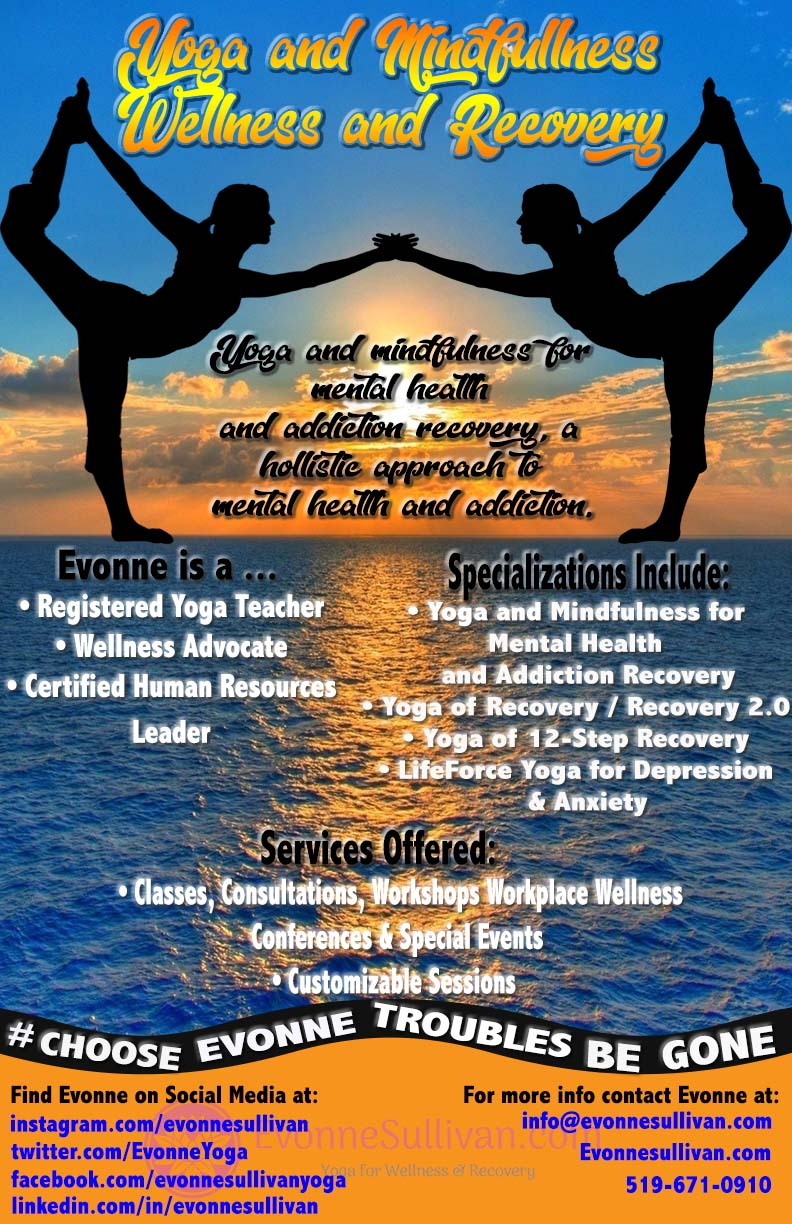 Yoga and Mindfullness
Wellness and Recovery
Yoga and mindfulness for
mental health
and addiction recovery, a
hollistic approach to
mental health and addiction.
Evonne is a ...
• Registered Yoga Teacher
• Wellness Advocate
• Certified Human Resources
Leader
Specializations Include:
• Yoga and Mindfulness for
Mental Health
and Addiction Recovery
• Yoga of Recovery / Recovery 2.0
• Yoga of 12-Step Recovery
• LifeForce Yoga for Depression
& Anxiety
Services Offered:
• Classes, Consultations, Workshops Workplace Wellness
Conferences & Special Events
• Customizable Sessions
# CHOOSE EVONNE TROUBLES BE GONE
Find Evonne on Social Media at:
instagram.com/evonnesullivan
twitter.com/EvonneYoga
facebook.com/evonnesullivanyoga
linkedin.com/in/evonnesullivan
EvonneSullivan.com
Yoga for Wellness & Recovery
For more info contact Evonne at:
info@evonnesullivan.com
Evonnesullivan.com
519-671-0910